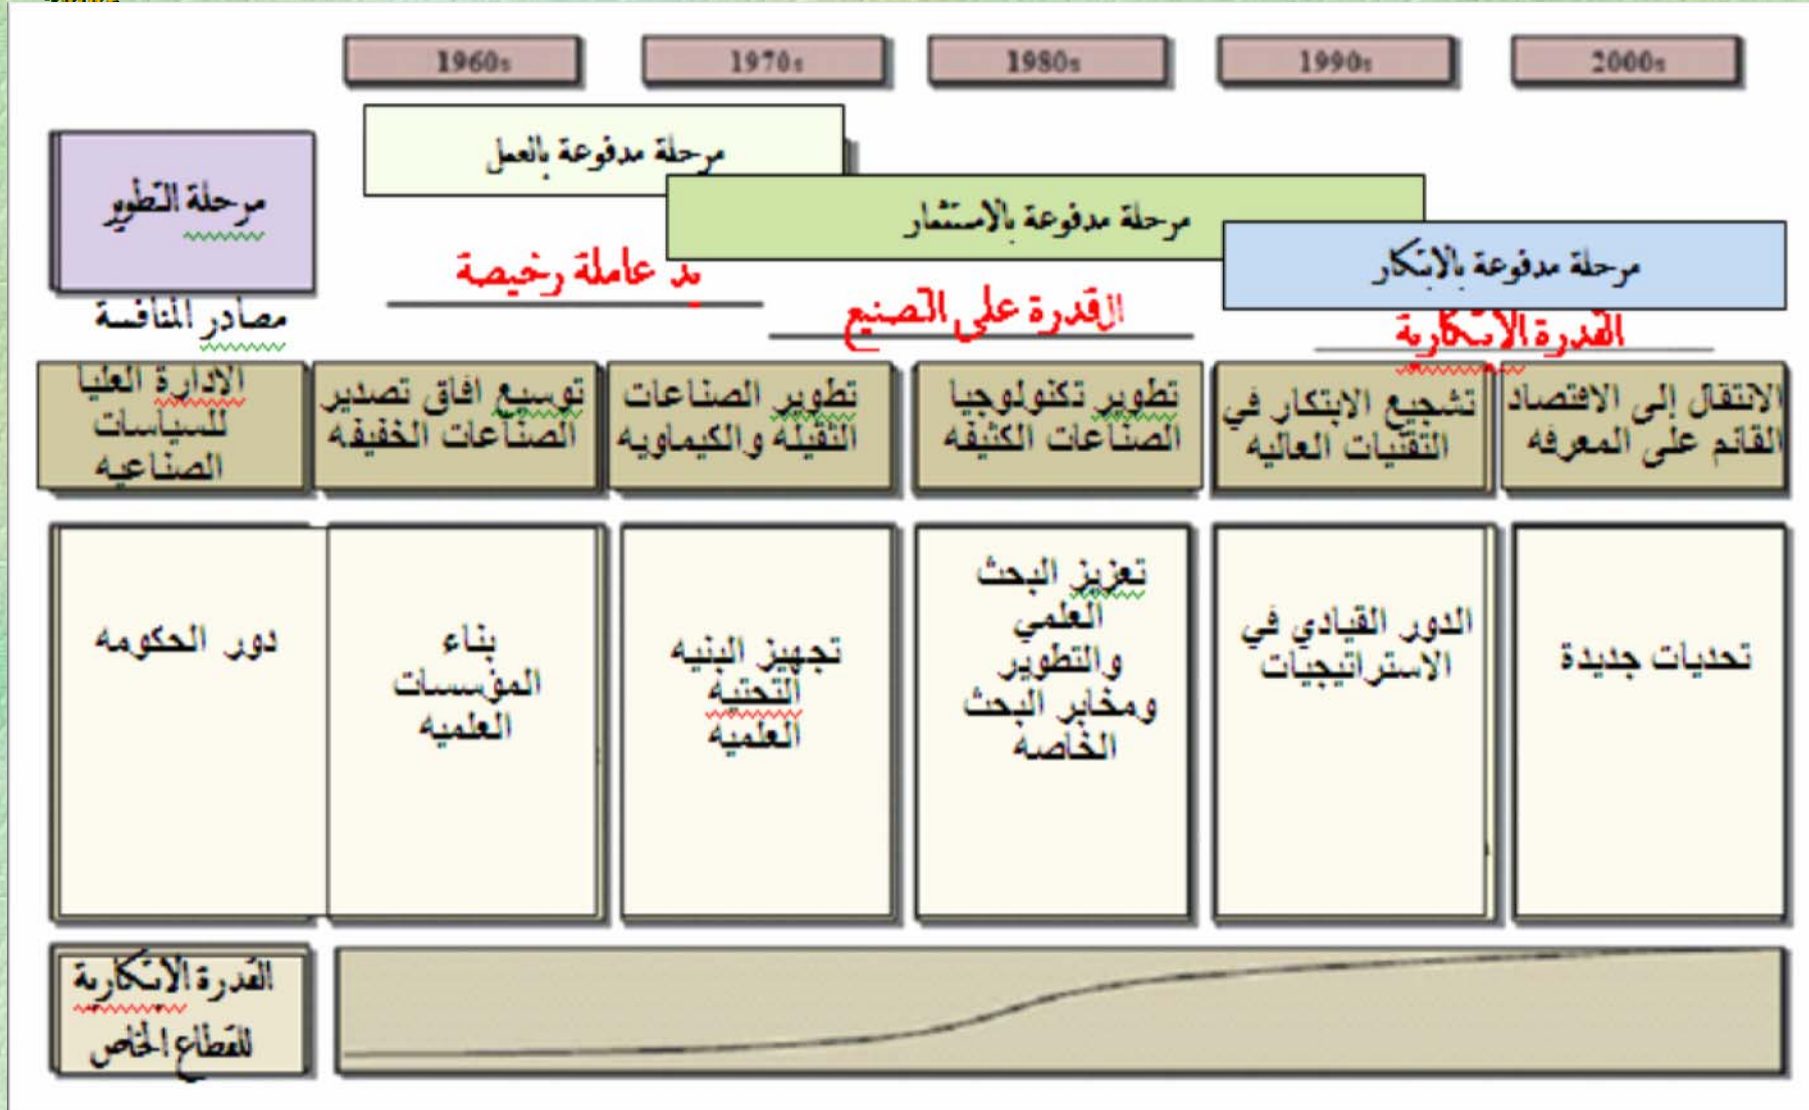 1960s
1970s
1980s
1990s
2000s
مرحلة التطوير
مرحلة مدفوعة بالعمل
مرحلة مدفوعة بالاستثمار
مرحلة مدفوعة بالابتكار
مصادر المنافسة
يد عاملة رخيصة
القدرة على الصنيع
القدرة الابتكارية
الادارة العليا
للسياسات
الصناعيه
توسيع افاق تصدير
الصناعات الخفيفه
تطوير الصناعات
الثقيله والكيماويه
تطوير تكنولوجيا
الصناعات الكثيفه
تشجيع الابتكار في
التقنيات العاليه
الانتقال إلى الاقتصاد
القائم على المعرفه
دور الحكومه
بناء
المؤسسات
العلميه
تجهيز البنيه
التحتيه
العلميه
تعزيز البحث
العلمي
والتطوير
ومخابر البحث
الخاصه
الدور القيادي في
الاستراتيجيات
تحديات جديدة
القدرة الابتكارية
للقطاع الخاص